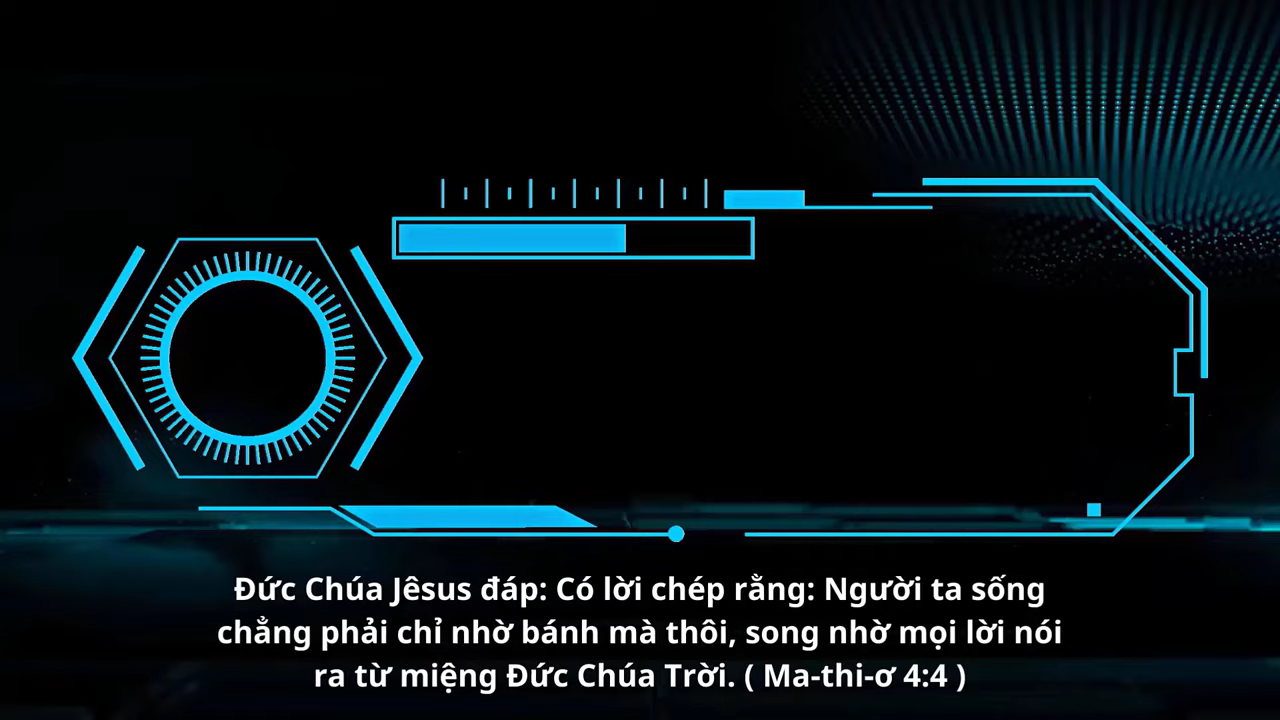 Đức Chúa Jêsus đáp: Có lời chép rằng: Người ta sống
chẳng phải chỉ nhờ bánh mà thôi, song nhờ mọi lời nói
ra từ miệng Đức Chúa Trời. ( Ma-thi-ơ 4:4 )